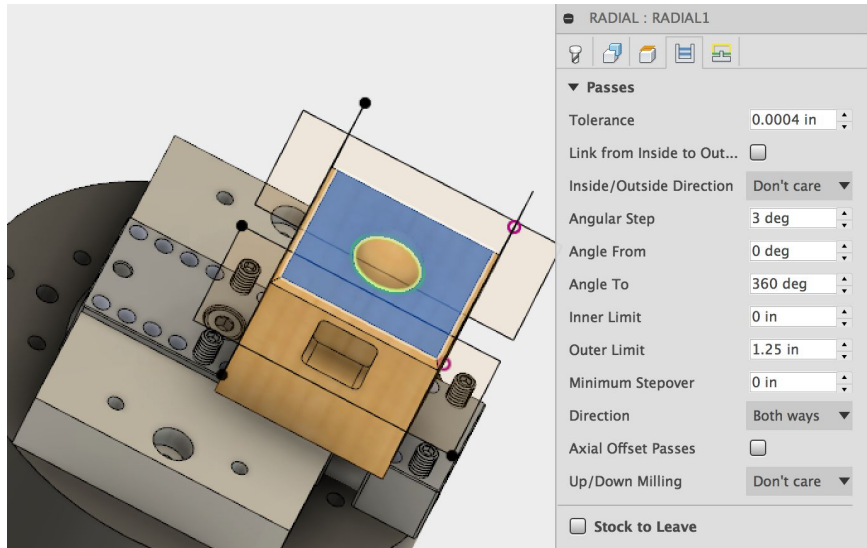 RADIAL : RADIAL1
Passes
Tolerance 0.0004 in
Link from Inside to Out...
Inside/Outside Direction Don't care
Angular Step 3 deg
Angle From 0 deg
Angle To 360 deg
Inner Limit 0 in
Outer Limit 1.25 in
Minimum Stepover 0 in
Direction Both ways
Axial Offset Passes
Up/Down Milling Don't care
Stock to Leave